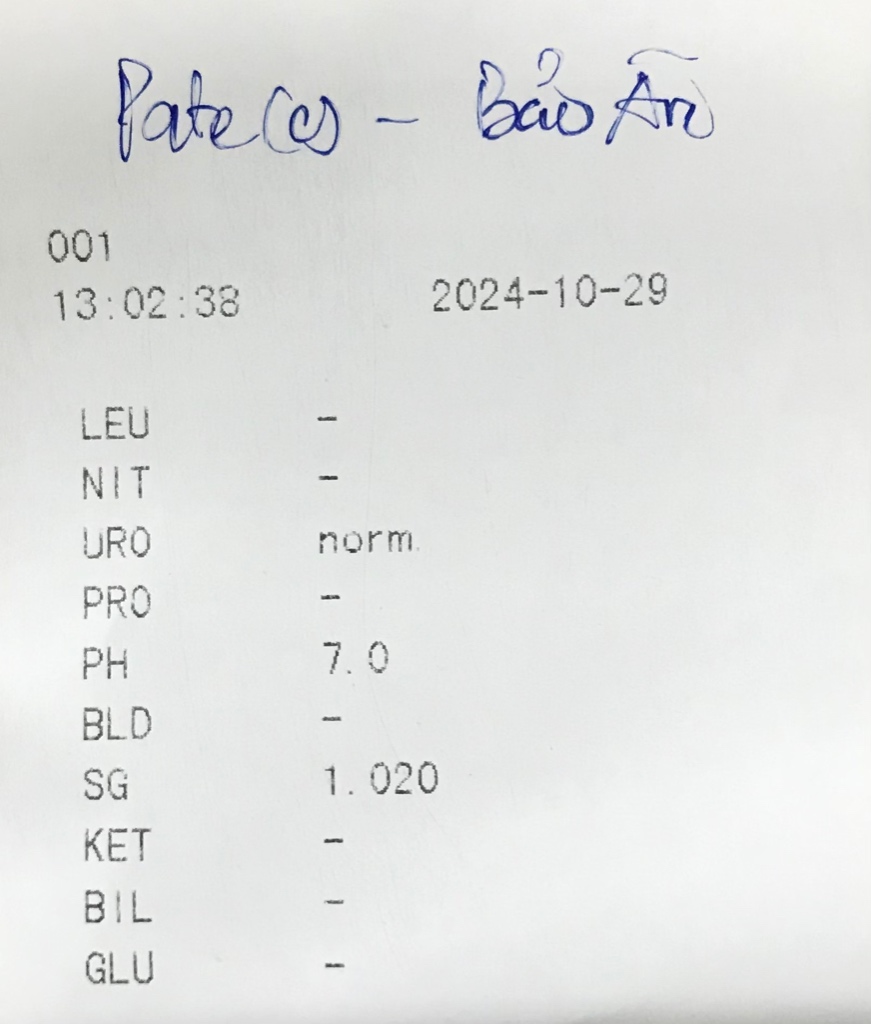 Pate (c) - Bảo Ân
001
13:02:38 2024-10-29
LEU -
NIT -
URO norm.
PRO -
PH 7.0
BLD -
SG 1.020
KET -
BIL -
GLU -